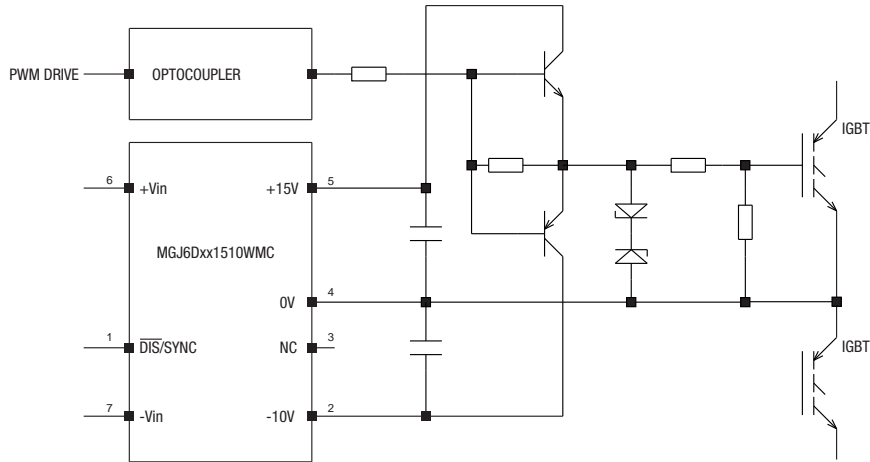 PWM DRIVE
OPTOCOUPLER
IGBT
6
+Vin
+15V
5
MGJ6Dxx1510WMC
0V
4
1
DIS/SYNC
NC
3
IGBT
7
-Vin
-10V
2